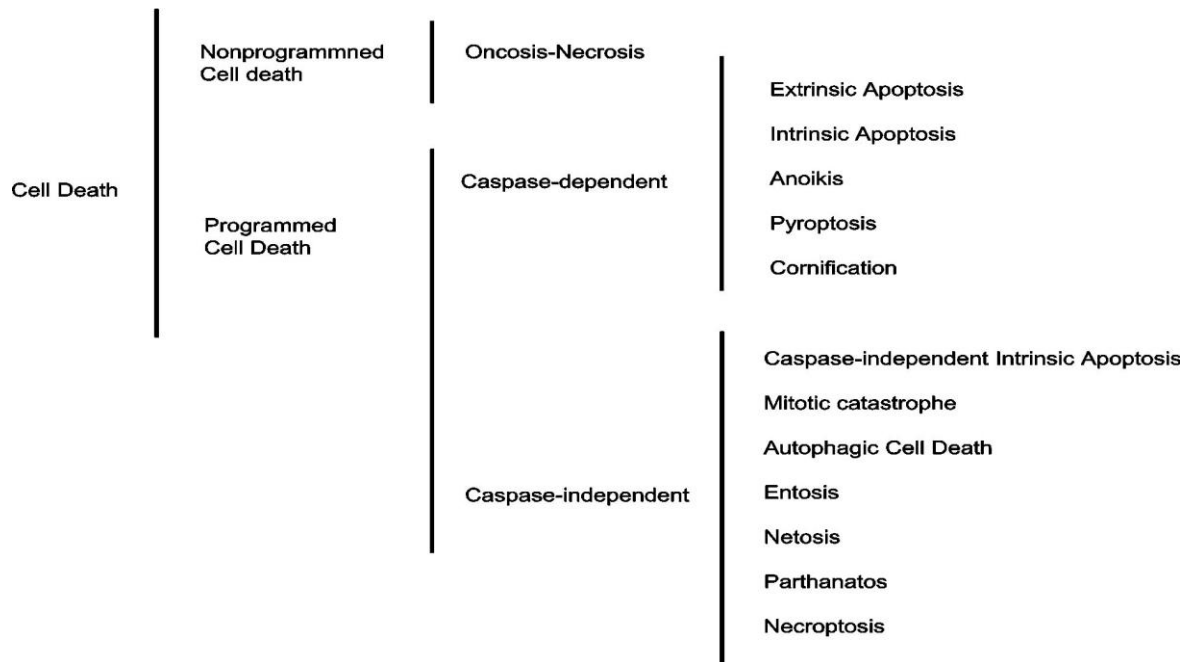 Cell Death
Nonprogrammned
Cell death
Programmed
Cell Death
Oncosis-Necrosis
Caspase-dependent
Caspase-independent
Extrinsic Apoptosis
Intrinsic Apoptosis
Anoikis
Pyroptosis
Cornification
Caspase-independent Intrinsic Apoptosis
Mitotic catastrophe
Autophagic Cell Death
Entosis
Netosis
Parthanatos
Necroptosis